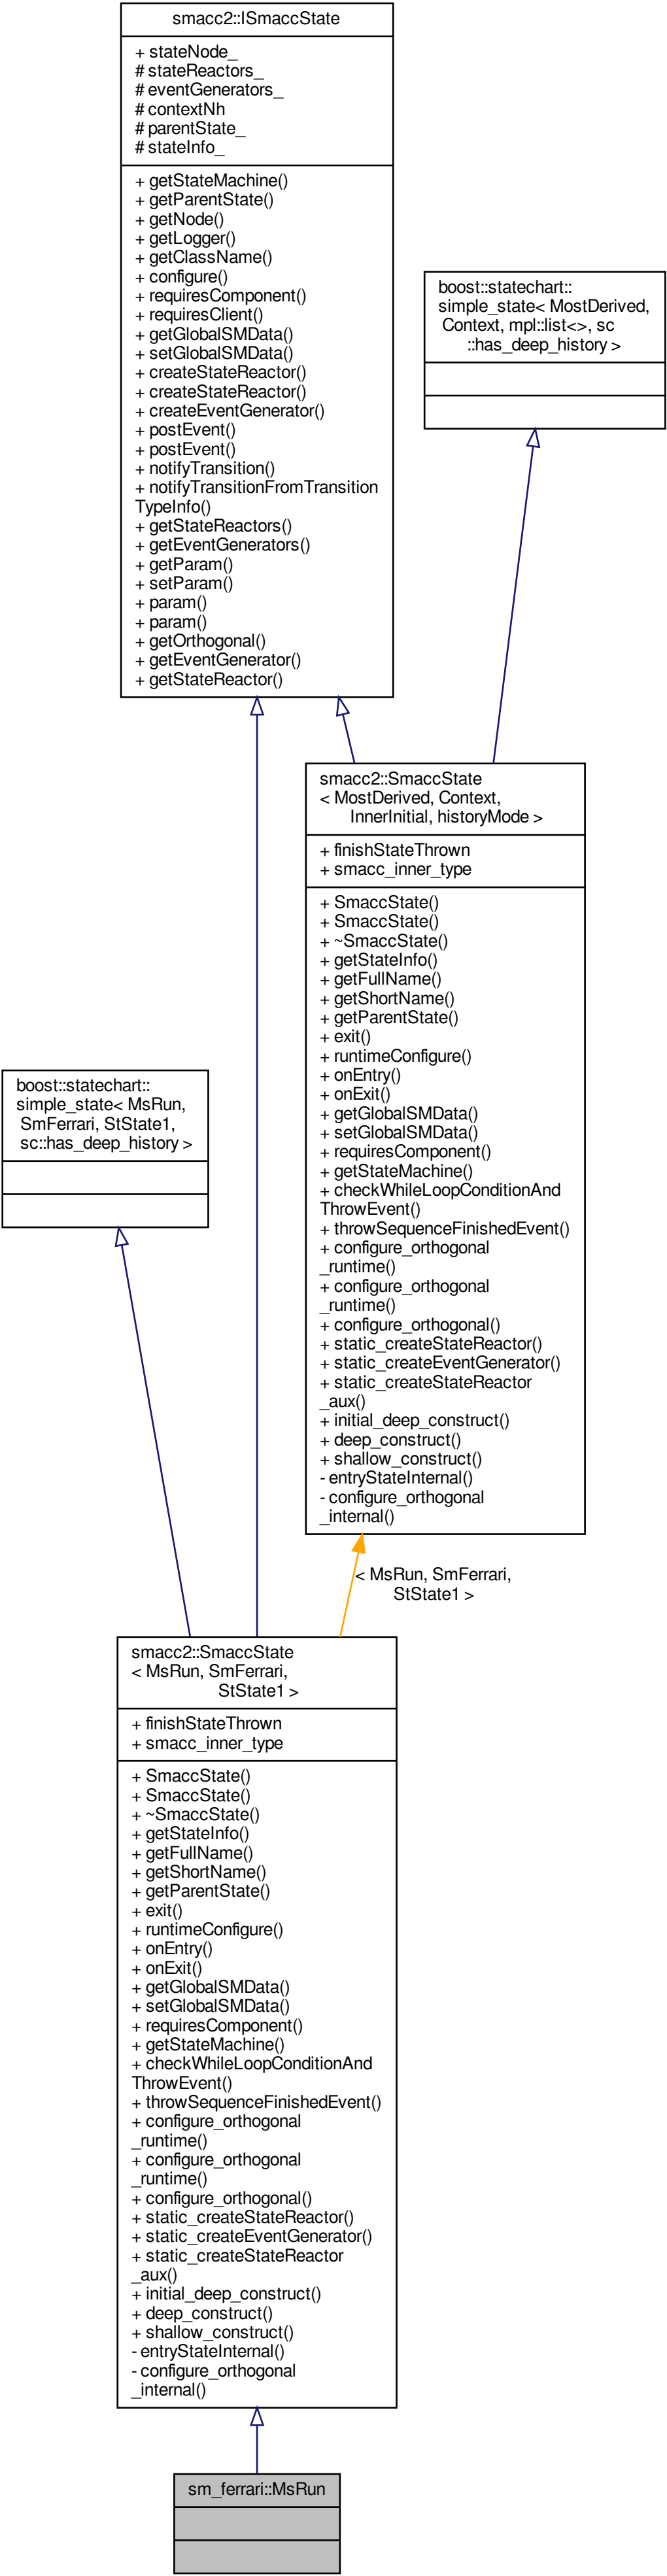 smacc2::ISmaccState
+ stateNode_
# stateReactors_
# eventGenerators_
# contextNh
# parentState_
# stateInfo_
+ getStateMachine()
+ getParentState()
+ getNode()
+ getLogger()
+ getClassName()
+ configure()
+ requiresComponent()
+ requiresClient()
+ getGlobalSMData()
+ setGlobalSMData()
+ createStateReactor()
+ createStateReactor()
+ createEventGenerator()
+ postEvent()
+ postEvent()
+ notifyTransition()
+ notifyTransitionFromTransition
TypeInfo()
+ getStateReactors()
+ getEventGenerators()
+ getParam()
+ setParam()
+ param()
+ param()
+ getOrthogonal()
+ getEventGenerator()
+ getStateReactor()
boost::statechart::
simple_state< MostDerived,
Context, mpl::list<>, sc
::has_deep_history >
smacc2::SmaccState
< MostDerived, Context,
InnerInitial, historyMode >
+ finishStateThrown
+ smacc_inner_type
+ SmaccState()
+ SmaccState()
+ ~SmaccState()
+ getStateInfo()
+ getFullName()
+ getShortName()
+ getParentState()
+ exit()
+ runtimeConfigure()
+ onEntry()
+ onExit()
+ getGlobalSMData()
+ setGlobalSMData()
+ requiresComponent()
+ getStateMachine()
+ checkWhileLoopConditionAnd
ThrowEvent()
+ throwSequenceFinishedEvent()
+ configure_orthogonal
_runtime()
+ configure_orthogonal
_runtime()
+ configure_orthogonal()
+ static_createStateReactor()
+ static_createEventGenerator()
+ static_createStateReactor
_aux()
+ initial_deep_construct()
+ deep_construct()
+ shallow_construct()
- entryStateInternal()
- configure_orthogonal
_internal()
boost::statechart::
simple_state< MsRun,
SmFerrari, StState1,
sc::has_deep_history >
< MsRun, SmFerrari,
StState1 >
smacc2::SmaccState
< MsRun, SmFerrari,
StState1 >
+ finishStateThrown
+ smacc_inner_type
+ SmaccState()
+ SmaccState()
+ ~SmaccState()
+ getStateInfo()
+ getFullName()
+ getShortName()
+ getParentState()
+ exit()
+ runtimeConfigure()
+ onEntry()
+ onExit()
+ getGlobalSMData()
+ setGlobalSMData()
+ requiresComponent()
+ getStateMachine()
+ checkWhileLoopConditionAnd
ThrowEvent()
+ throwSequenceFinishedEvent()
+ configure_orthogonal
_runtime()
+ configure_orthogonal
_runtime()
+ configure_orthogonal()
+ static_createStateReactor()
+ static_createEventGenerator()
+ static_createStateReactor
_aux()
+ initial_deep_construct()
+ deep_construct()
+ shallow_construct()
- entryStateInternal()
- configure_orthogonal
_internal()
sm_ferrari::MsRun